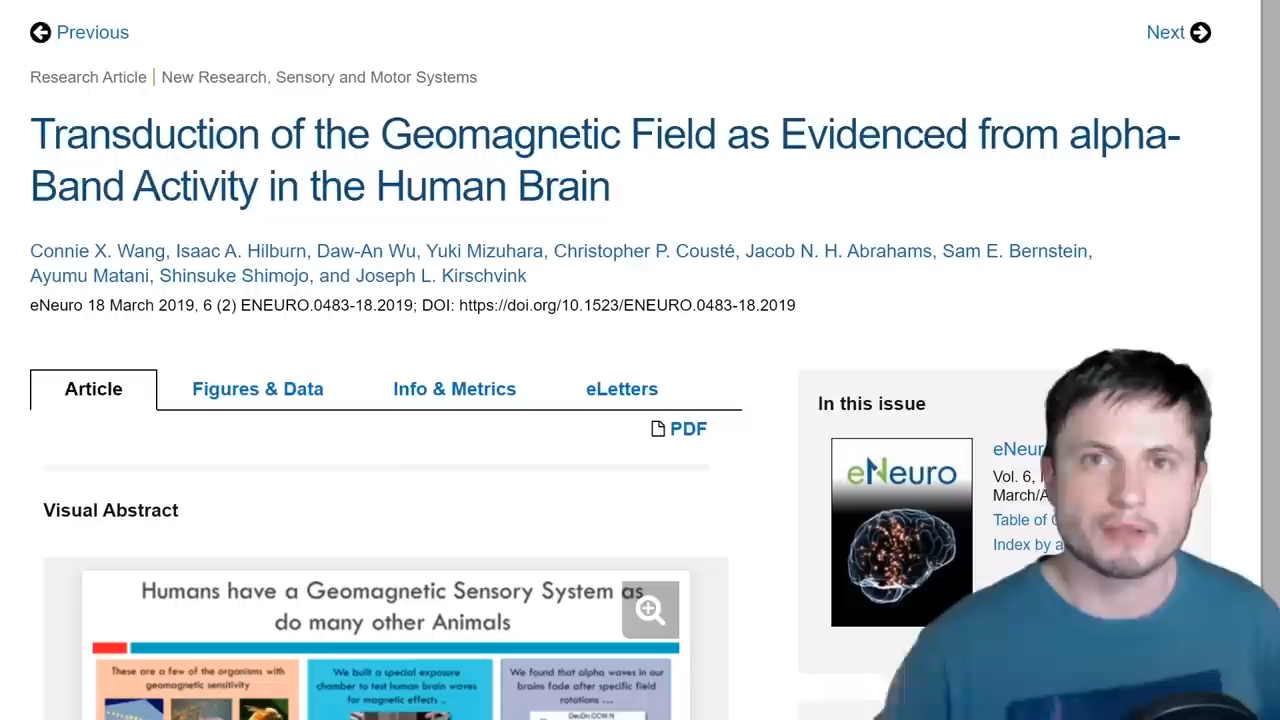 Previous
Next
Research Article | New Research, Sensory and Motor Systems
Transduction of the Geomagnetic Field as Evidenced from alpha-
Band Activity in the Human Brain
Connie X. Wang, Isaac A. Hilburn, Daw-An Wu, Yuki Mizuhara, Christopher P. Cousté, Jacob N. H. Abrahams, Sam E. Bernstein,
Ayumu Matani, Shinsuke Shimojo, and Joseph L. Kirschvink
eNeuro 18 March 2019, 6 (2) ENEURO.0483-18.2019; DOI: https://doi.org/10.1523/ENEURO.0483-18.2019
Article
Figures & Data
Info & Metrics
eLetters
PDF
In this issue
eNeuro
eNeur
Vol. 6,
March/A
Table of
Index by a
Visual Abstract
Humans have a Geomagnetic Sensory System as
do many other Animals
These are a few of the organisms with
geomagnetic sensitivity
We built a special exposure
chamber to test human brain waves
for magnetic effects ..
We found that alpha waves in our
brains fade after specific field
rotations ...
DecDn.CCW.N